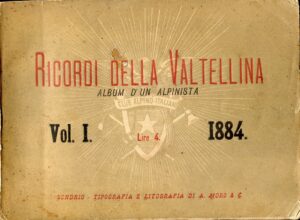 RICORDI DELLA VALTELLINA
ALBUM D'UN ALPINISTA
CLUB ALPINO ITALIANO
Vol. I. Lire 4. 1884.
SONDRIO - TIPOGRAFIA E LITOGRAFIA DI A. MORO & C